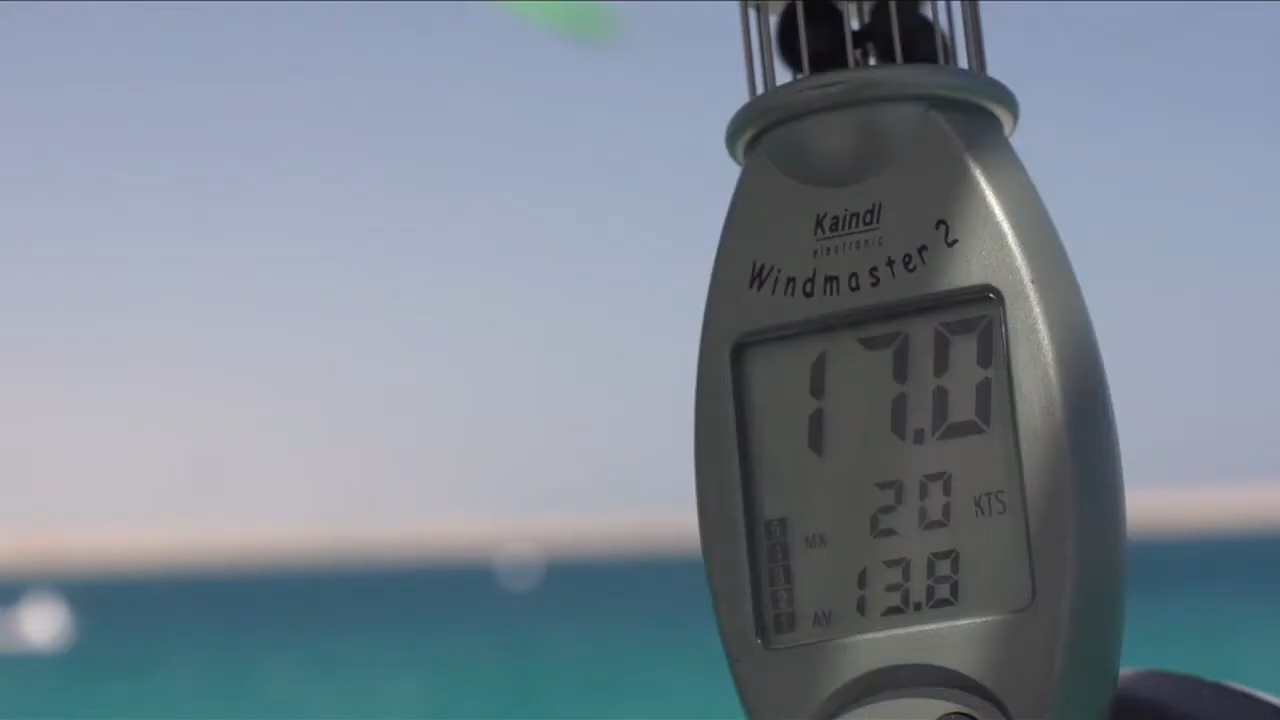 Kaindl
electronic
Windmaster 2
17.0
20 KTS
MX
13.8
AV